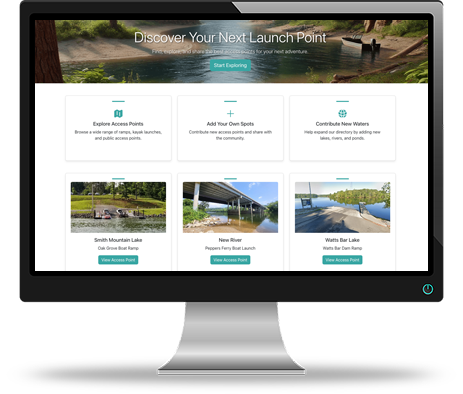 Discover Your Next Launch Point
Find, explore and share the best access points for your next adventure.
Start Exploring
Explore Access Points
Browse a wide range of ramps, kayak launches,
and public access points.
Add Your Own Spots
Contribute new access points and share with
the community.
Contribute New Waters
Help expand our directory by adding new
lakes, rivers, and ponds.
Smith Mountain Lake
Oak Grove Boat Ramp
View Access Point
New River
Peppers Ferry Boat Launch
View Access Point
Watts Bar Lake
Watts Bar Dam Ramp
View Access Point